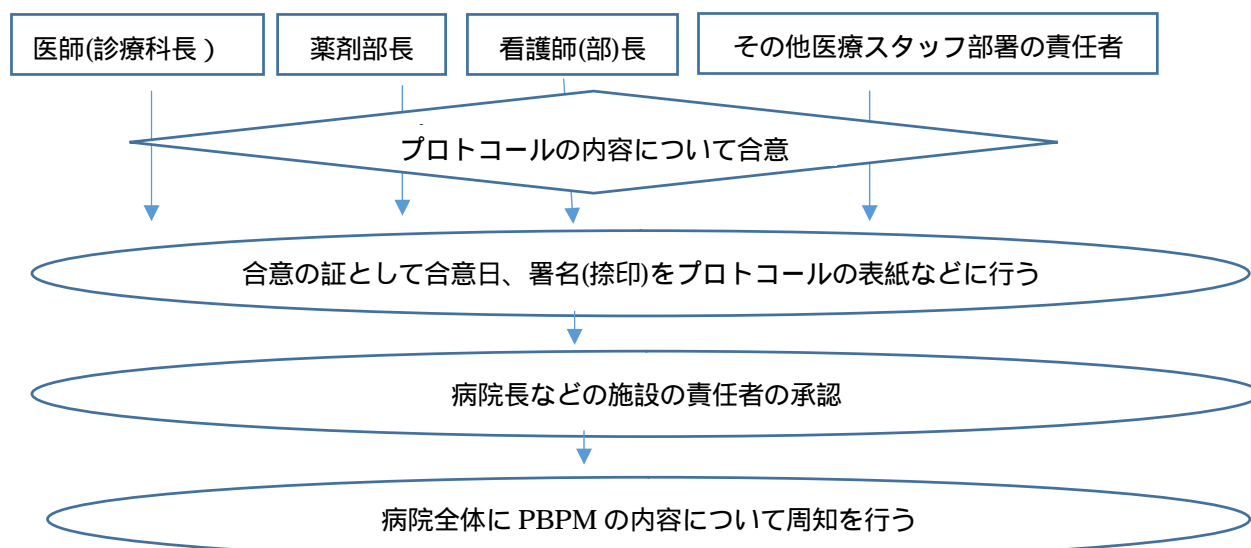 医師(診療科長)
薬剤部長
看護師(部)長
その他医療スタッフ部署の責任者
プロトコールの内容について合意
合意の証として合意日、署名(捺印)をプロトコールの表紙などに行う
病院長などの施設の責任者の承認
病院全体に PBPM の内容について周知を行う